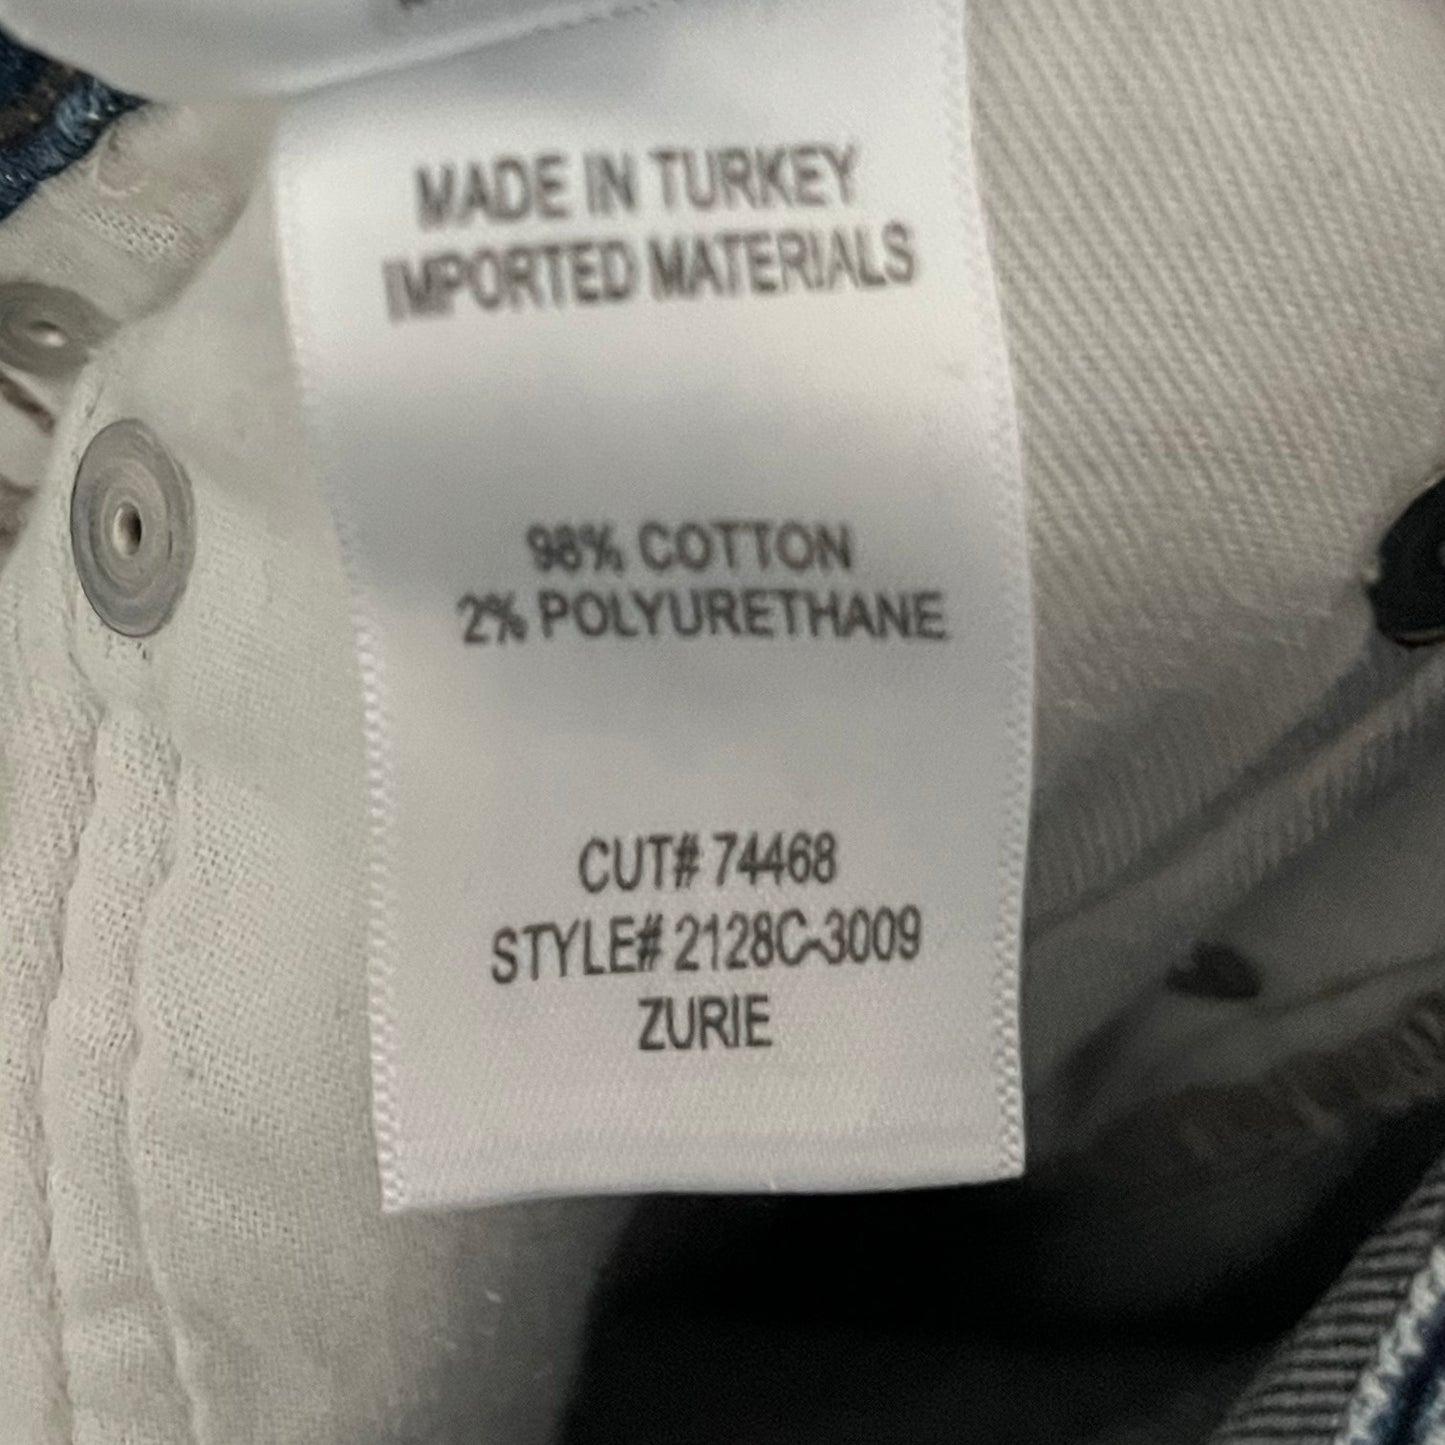 MADE IN TURKEY
IMPORTED MATERIALS
98% COTTON
2% POLYURETHANE
CUT# 74468
STYLE# 2128C-3009
ZURIE